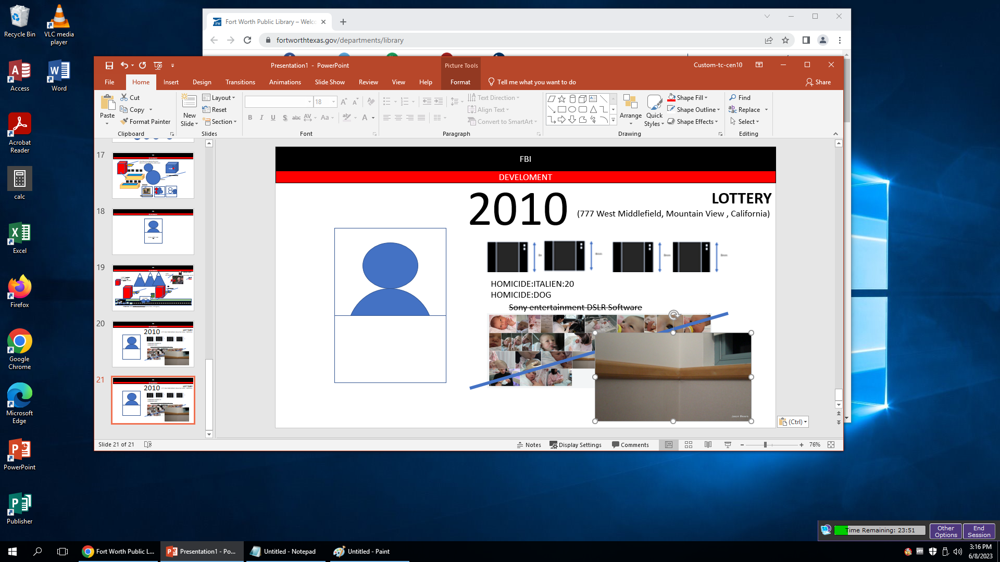 Recycle Bin
VLC media
player
Access
Word
Acrobat
Reader
calc
Excel
Firefox
Google
Chrome
Microsoft
Edge
PowerPoint
Publisher
Fort Worth Public Library – Welco
fortworthtexas.gov/departments/library
Presentation1 - PowerPoint
Picture Tools
Custom-tc-cen10
File
Home
Insert
Design
Transitions
Animations
Slide Show
Review
View
Help
Format
Tell me what you want to do
Share
Paste
Cut
Copy
Format Painter
Clipboard
New
Slide
Layout
Reset
Section
Slides
18
B I U S abc AV Aa A
Font
Text Direction
Align Text
Convert to SmartArt
Paragraph
Arrange
Quick
Styles
Shape Fill
Shape Outline
Shape Effects
Drawing
Find
Replace
Select
Editing
17
18
19
20
2010
21
2010
FBI
DEVELOMENT
2010
LOTTERY
(777 West Middlefield, Mountain View , California)
HOMICIDE:ITALIEN:20
HOMICIDE:DOG
Sony entertainment DSLR Software
Jason Meers
(Ctrl)
Slide 21 of 21
Notes
Display Settings
Comments
76%
Time Remaining: 23:51
Other
Options
End
Session
Fort Worth Public L...
Presentation1 - Po...
Untitled - Notepad
Untitled - Paint
3:16 PM
6/8/2023